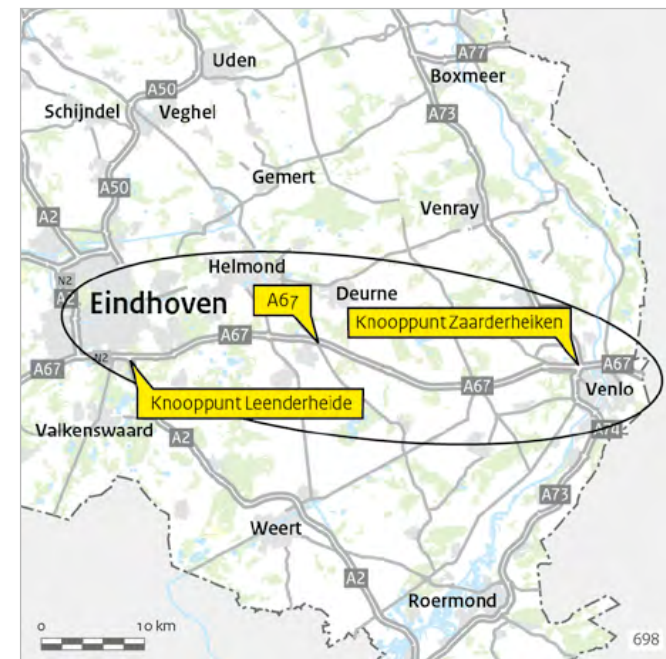 A77
Uden
Boxmeer
A50
Schijndel
Veghel
A73
A50
Gemert
A2
Venray
Helmond
N2
A2
Eindhoven
A67
Deurne
Knooppunt Zaarderheiken
A67
A67
A67
N2
A67
Venlo
Knooppunt Leenderheide
Valkenswaard
A2
A74
A73
Weert
A2
Roermond
0 10 km
698